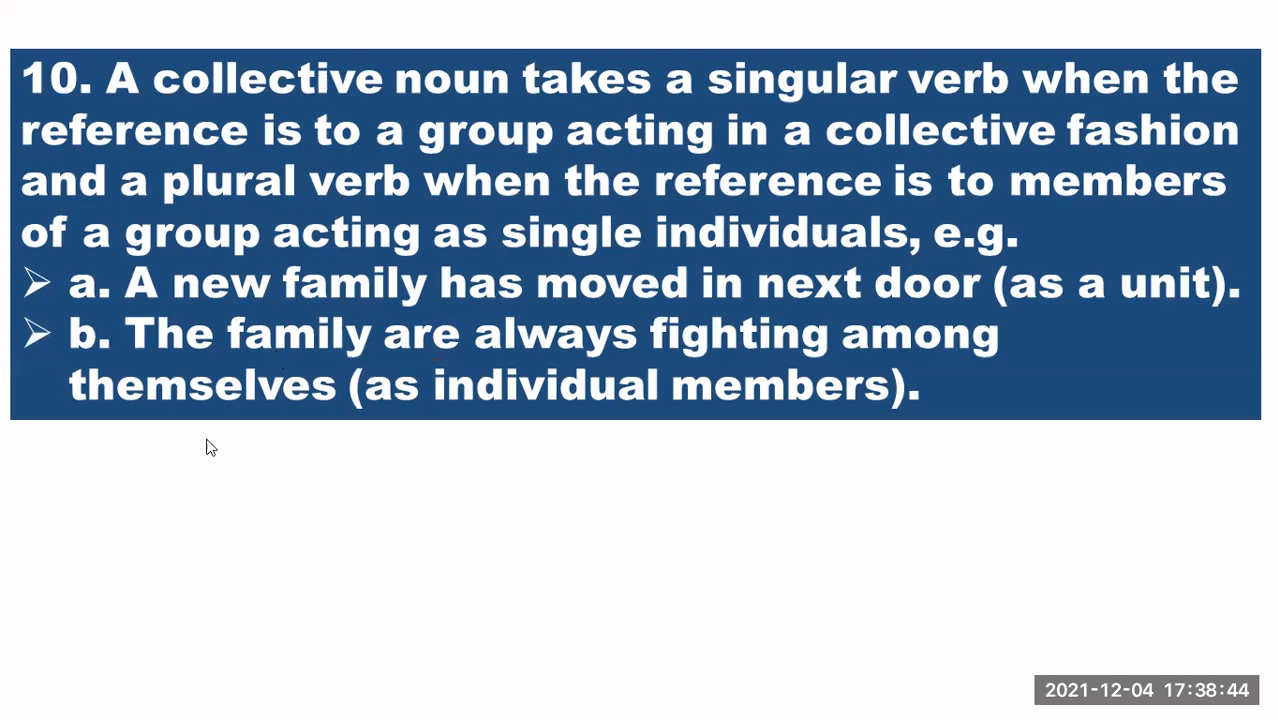 10. A collective noun takes a singular verb when the
reference is to a group acting in a collective fashion
and a plural verb when the reference is to members
of a group acting as single individuals, e.g.
➢ a. A new family has moved in next door (as a unit).
➢ b. The family are always fighting among
themselves (as individual members).
2021-12-04 17:38:44